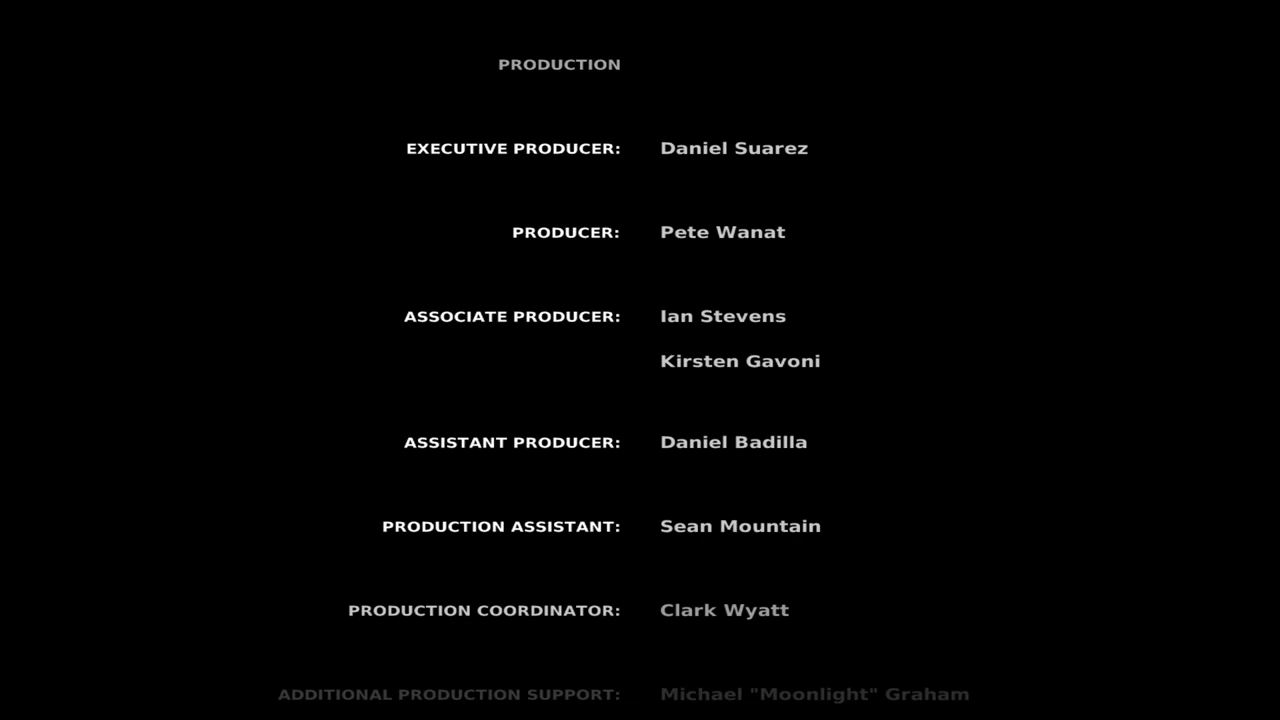 PRODUCTION
EXECUTIVE PRODUCER: Daniel Suarez
PRODUCER: Pete Wanat
ASSOCIATE PRODUCER: Ian Stevens
Kirsten Gavoni
ASSISTANT PRODUCER: Daniel Badilla
PRODUCTION ASSISTANT: Sean Mountain
PRODUCTION COORDINATOR: Clark Wyatt
ADDITIONAL PRODUCTION SUPPORT: Michael "Moonlight" Graham